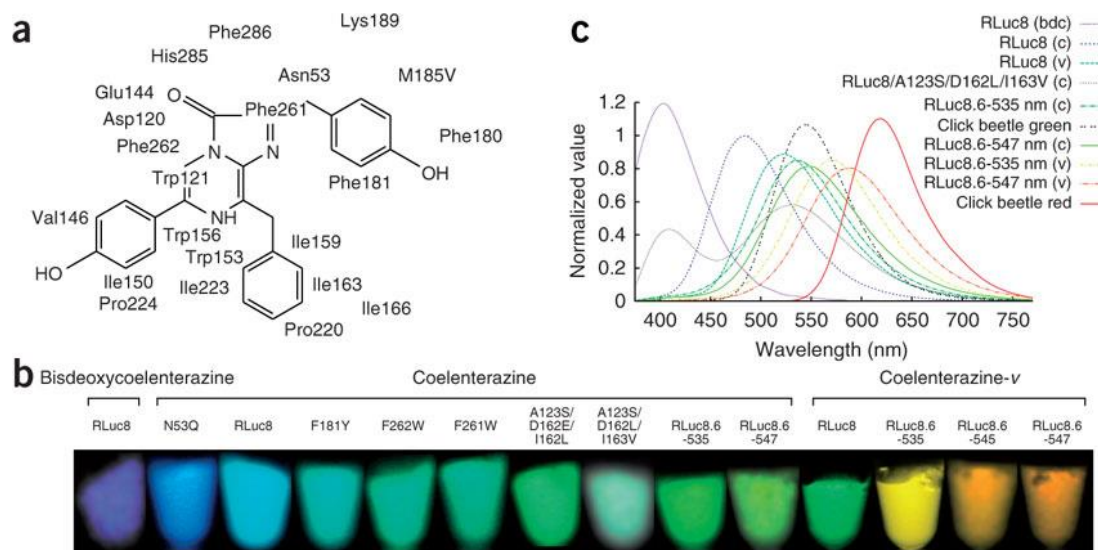 a
Lys189
Phe286
His285
Asn53
M185V
Glu144
O
Phe261
Asp120
Phe180
Phe262
N
N
OH
Phe181
Trp121
Val146
NH
Trp156
Ile159
Trp153
HO
Ile150
Ile223
Ile163
Pro224
Ile166
Pro220
c
RLuc8 (bdc)
RLuc8 (c)
RLuc8 (v)
RLuc8/A123S/D162L/I163V (c)
RLuc8.6-535 nm (c)
Click beetle green
RLuc8.6-547 nm (c)
RLuc8.6-535 nm (v)
RLuc8.6-547 nm (v)
Click beetle red
Normalized value
1.2
1
0.8
0.6
0.4
0.2
0
400 450 500 550 600 650 700 750
Wavelength (nm)
b
Bisdeoxycoelenterazine Coelenterazine Coelenterazine-v
RLuc8 N53Q RLuc8 F181Y F262W F261W A123S/D162E/I162L A123S/D162L/I163V RLuc8.6-535 RLuc8.6-547 RLuc8 RLuc8.6-535 RLuc8.6-545 RLuc8.6-547